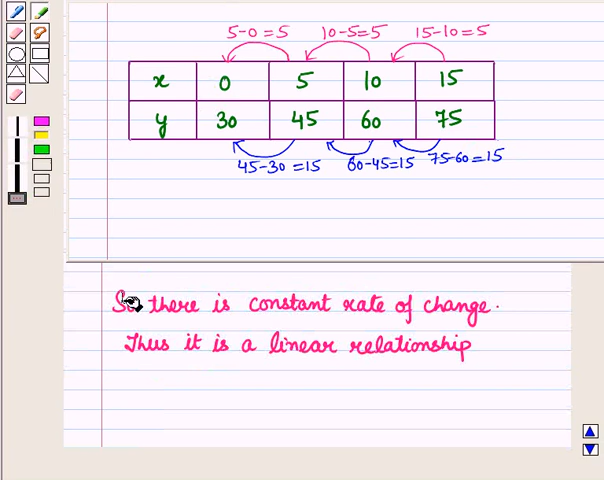 5-0=5 10-5=5 15-10=5
x 0 5 10 15
y 30 45 60 75
45-30=15 60-45=15 75-60=15
So there is constant rate of change.
Thus it is a linear relationship